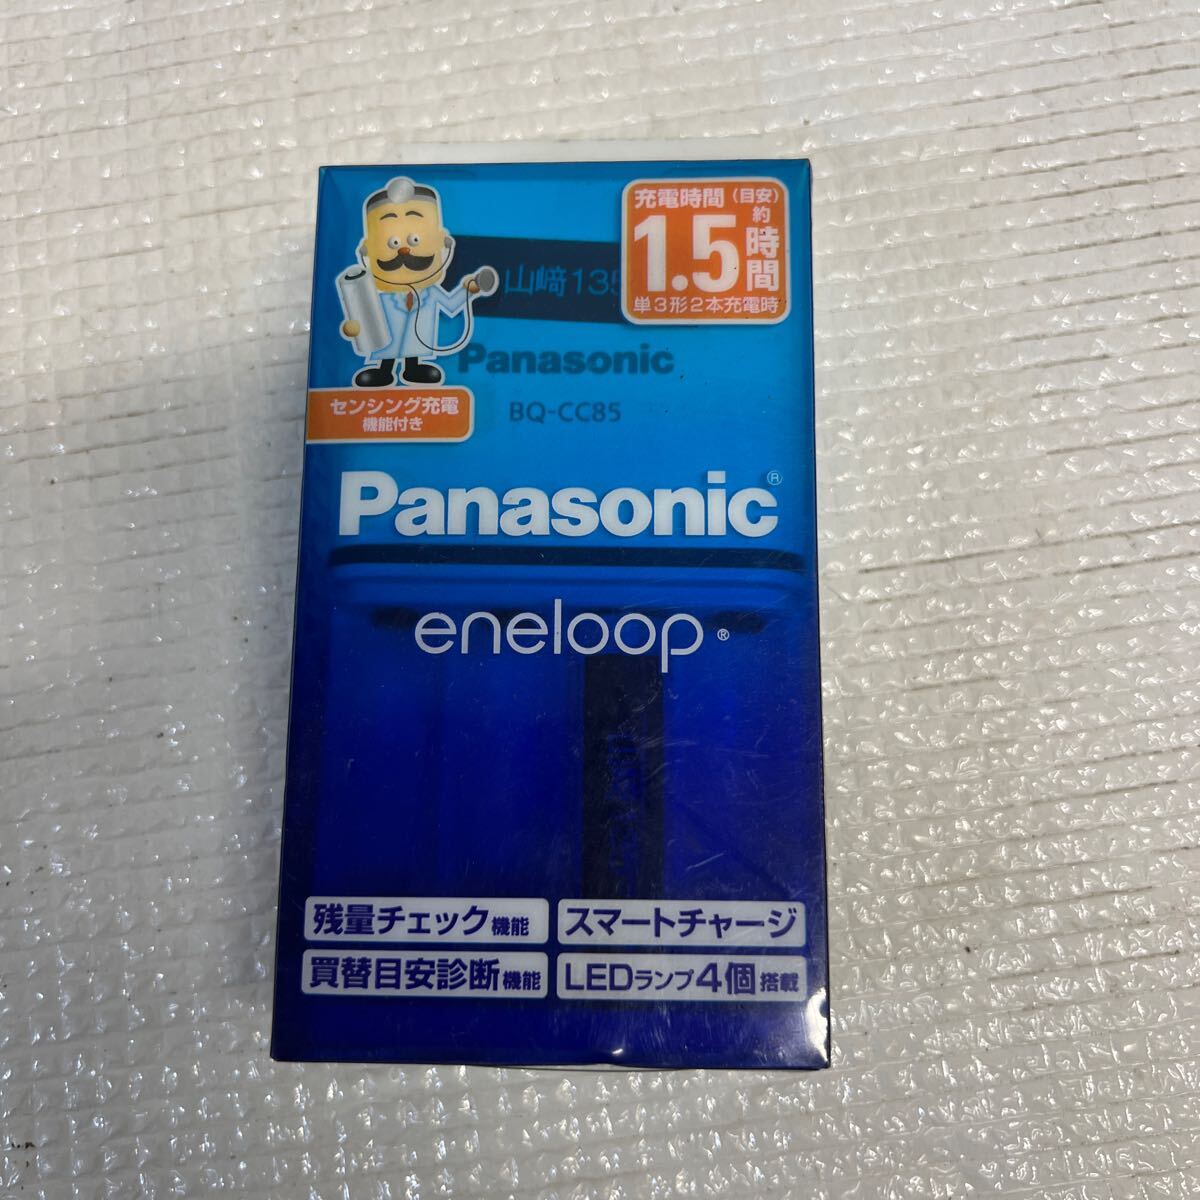 充電時間(目安)
約
1.5時間
単3形2本充電時
山﨑135
Panasonic
BQ-CC85
センシング充電
機能付き
Panasonic®
eneloop®
残量チェック機能
スマートチャージ
買替目安診断機能
LEDランプ4個搭載